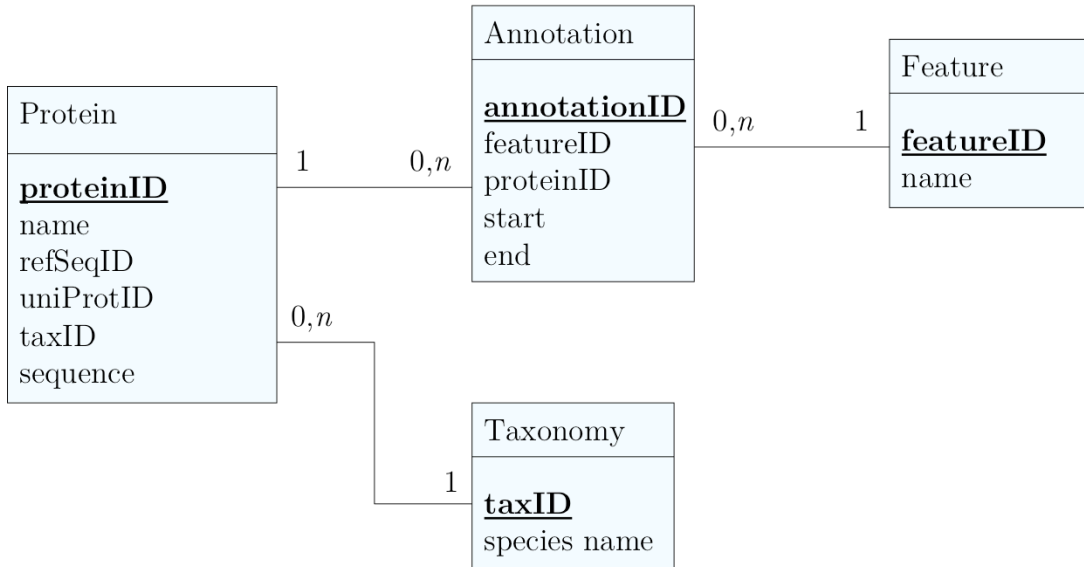 Protein
proteinID
name
refSeqID
uniProtID
taxID
sequence
1
0,n
Annotation
annotationID
featureID
proteinID
start
end
0,n
1
Feature
featureID
name
0,n
1
Taxonomy
taxID
species name